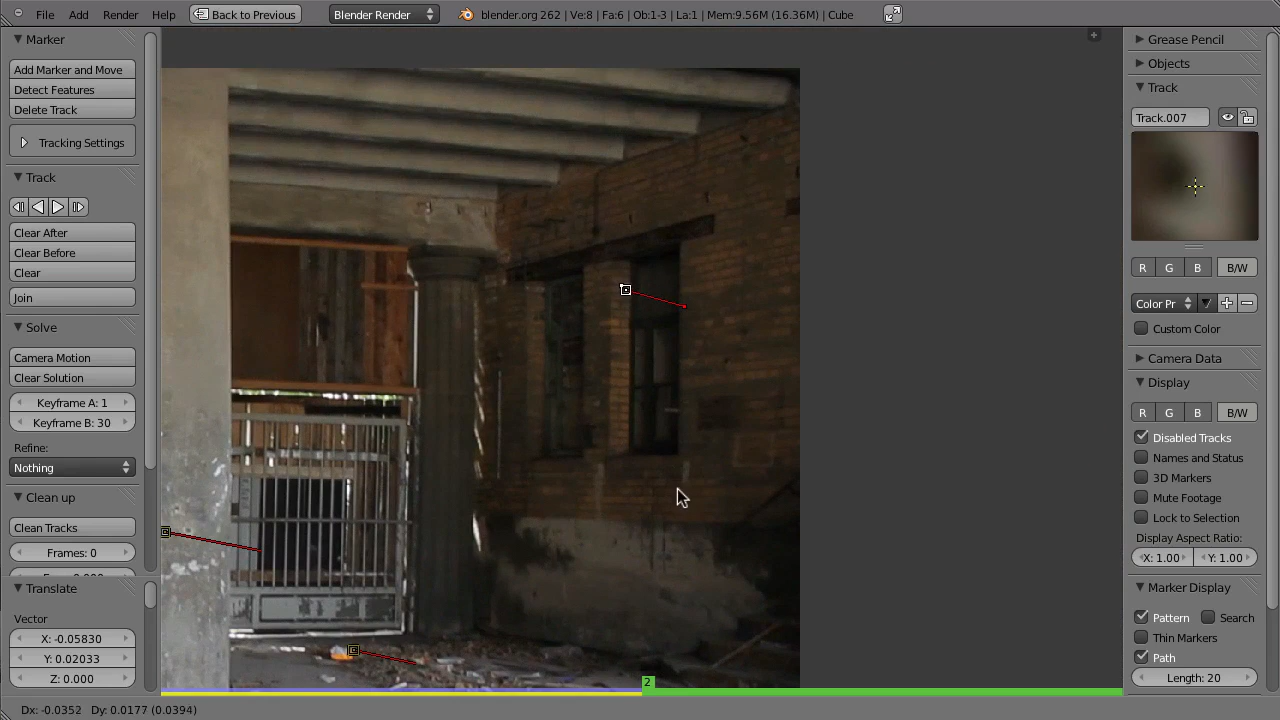 File Add Render Help Back to Previous Blender Render blender.org 262 | Ve:8 | Fa:6 | Ob:1-3 | La:1 | Mem:9.56M (16.36M) | Cube
Marker
Add Marker and Move
Detect Features
Delete Track
Tracking Settings
Track
Clear After
Clear Before
Clear
Join
Solve
Camera Motion
Clear Solution
Keyframe A: 1
Keyframe B: 30
Refine:
Nothing
Clean up
Clean Tracks
Frames: 0
Translate
Vector
X: -0.05830
Y: 0.02033
Z: 0.000
2
Grease Pencil
Objects
Track
Track.007
R G B B/W
Color Pr
Custom Color
Camera Data
Display
R G B B/W
Disabled Tracks
Names and Status
3D Markers
Mute Footage
Lock to Selection
Display Aspect Ratio:
X: 1.00 Y: 1.00
Marker Display
Pattern Search
Thin Markers
Path
Length: 20
Dx: -0.0352 Dy: 0.0177 (0.0394)